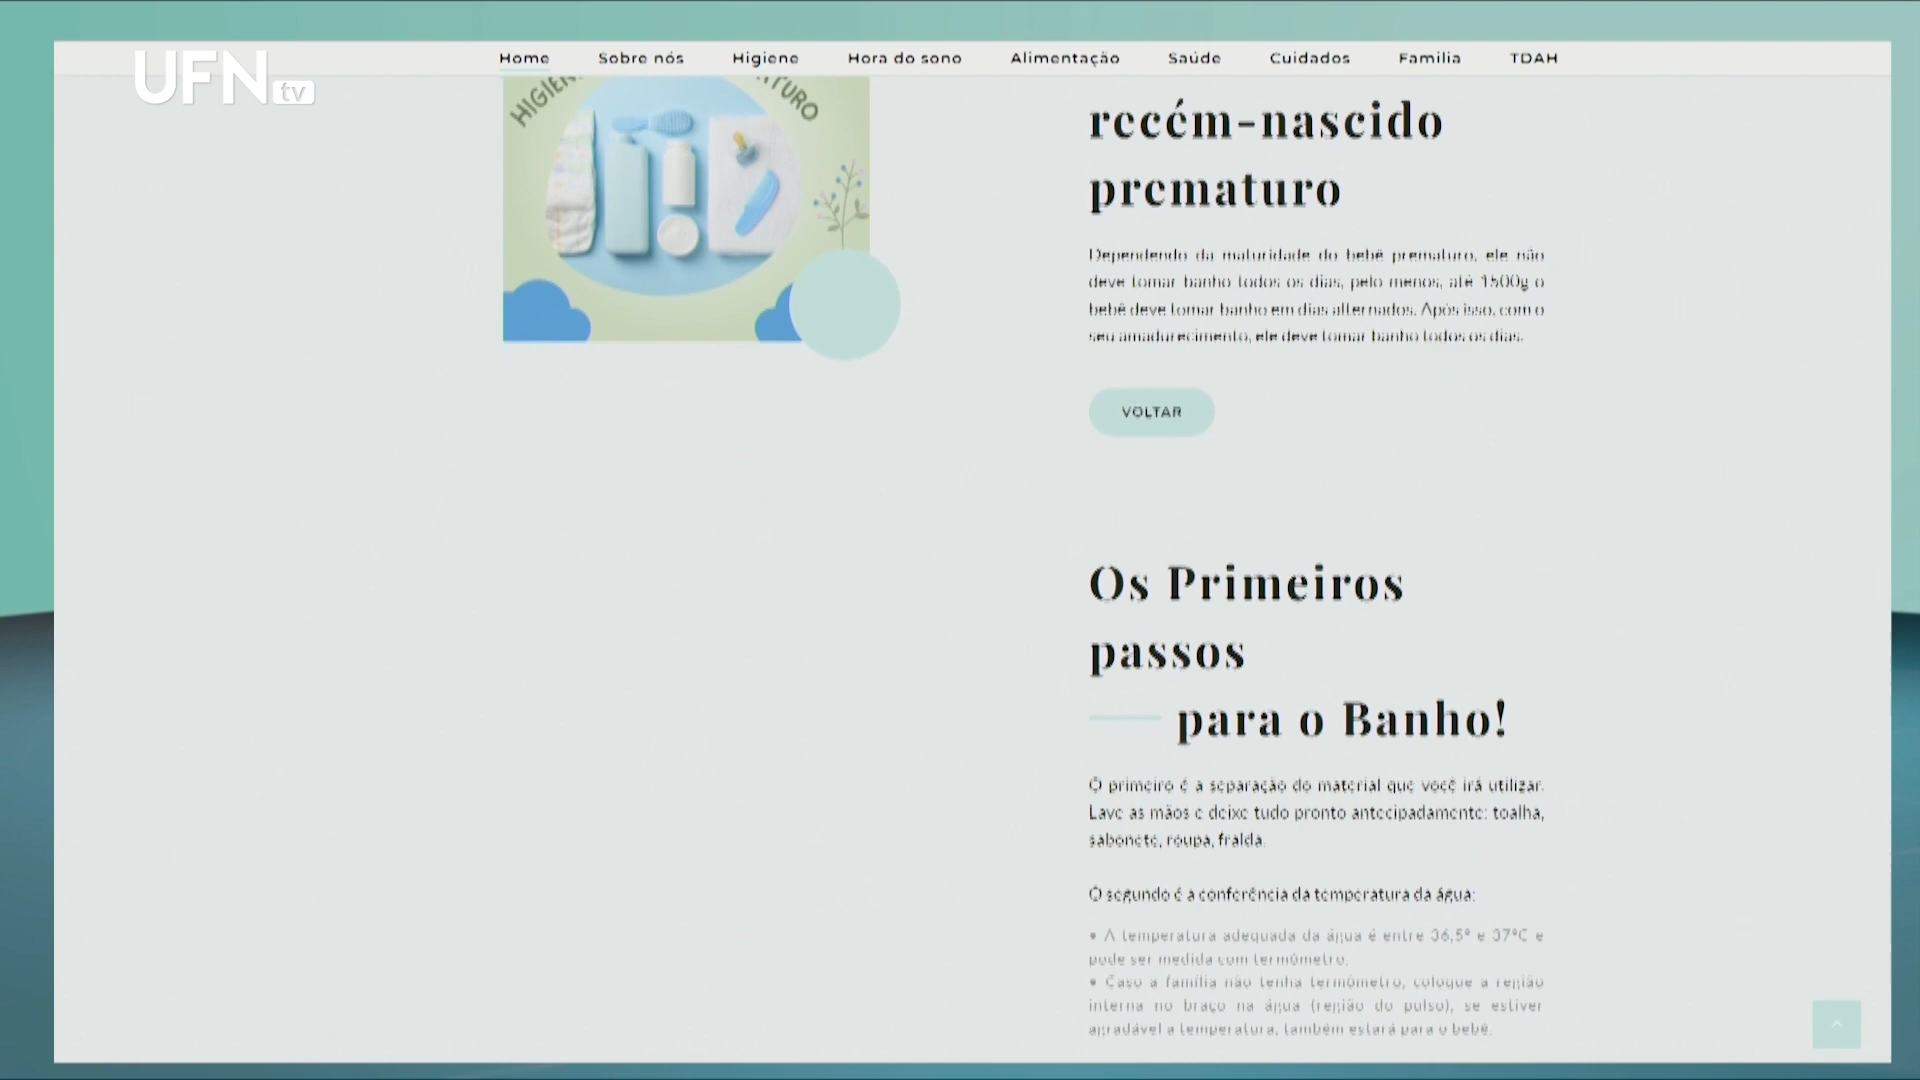 UFN tv
Home Sobre nós Higiene Hora do sono Alimentação Saúde Cuidados Família TDAH
recém-nascido
prematuro
Dependendo da maturidade do bebê prematuro, ele não
deve tomar banho todos os dias, pelo menos, até 1500g o
bebê deve tomar banho em dias alternados. Após isso, com o
seu amadurecimento, ele deve tomar banho todos os dias.
VOLTAR
Os Primeiros
passos
para o Banho!
O primeiro é a separação do material que você irá utilizar.
Lave as mãos e deixe tudo pronto antecipadamente: toalha,
sabonete, roupa, fralda.
O segundo é a conferência da temperatura da água:
• A temperatura adequada da água é entre 36,5° e 37°C e
pode ser medida com termômetro.
• Caso a família não tenha termômetro, coloque a região
interna no braço na água (região do pulso), se estiver
agradável a temperatura, também estará para o bebê.